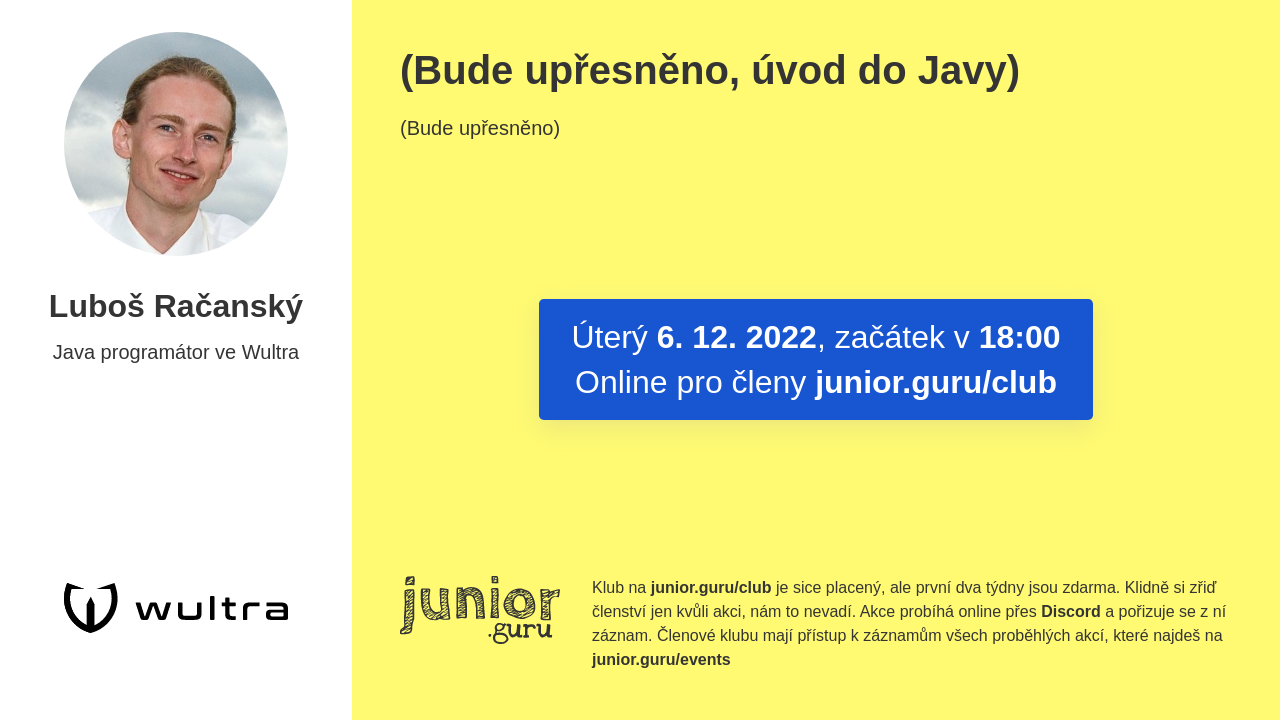 (Bude upřesněno, úvod do Javy)
(Bude upřesněno)
Luboš Račanský
Java programátor ve Wultra
Úterý 6. 12. 2022, začátek v 18:00
Online pro členy junior.guru/club
wultra
junior
.guru
Klub na junior.guru/club je sice placený, ale první dva týdny jsou zdarma. Klidně si zřiď
členství jen kvůli akci, nám to nevadí. Akce probíhá online přes Discord a pořizuje se z ní
záznam. Členové klubu mají přístup k záznamům všech proběhlých akcí, které najdeš na
junior.guru/events